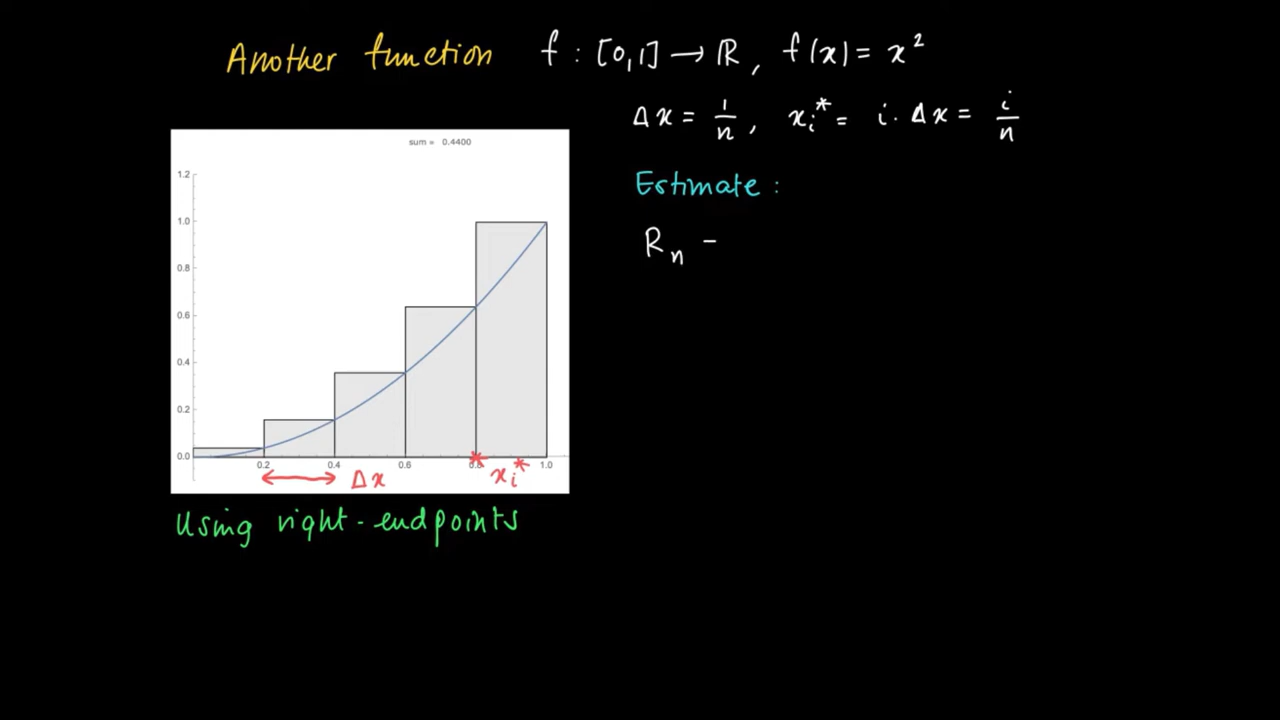 Another function f : [0,1] → ℝ, f(x) = x²
Δx = 1/n, xᵢ* = i · Δx = i/n
Estimate :
Rₙ =
sum = 0.4400
1.2
1.0
0.8
0.6
0.4
0.2
0.0
0.2 0.4 0.6 0.8 1.0
Δx xᵢ*
Using right-endpoints